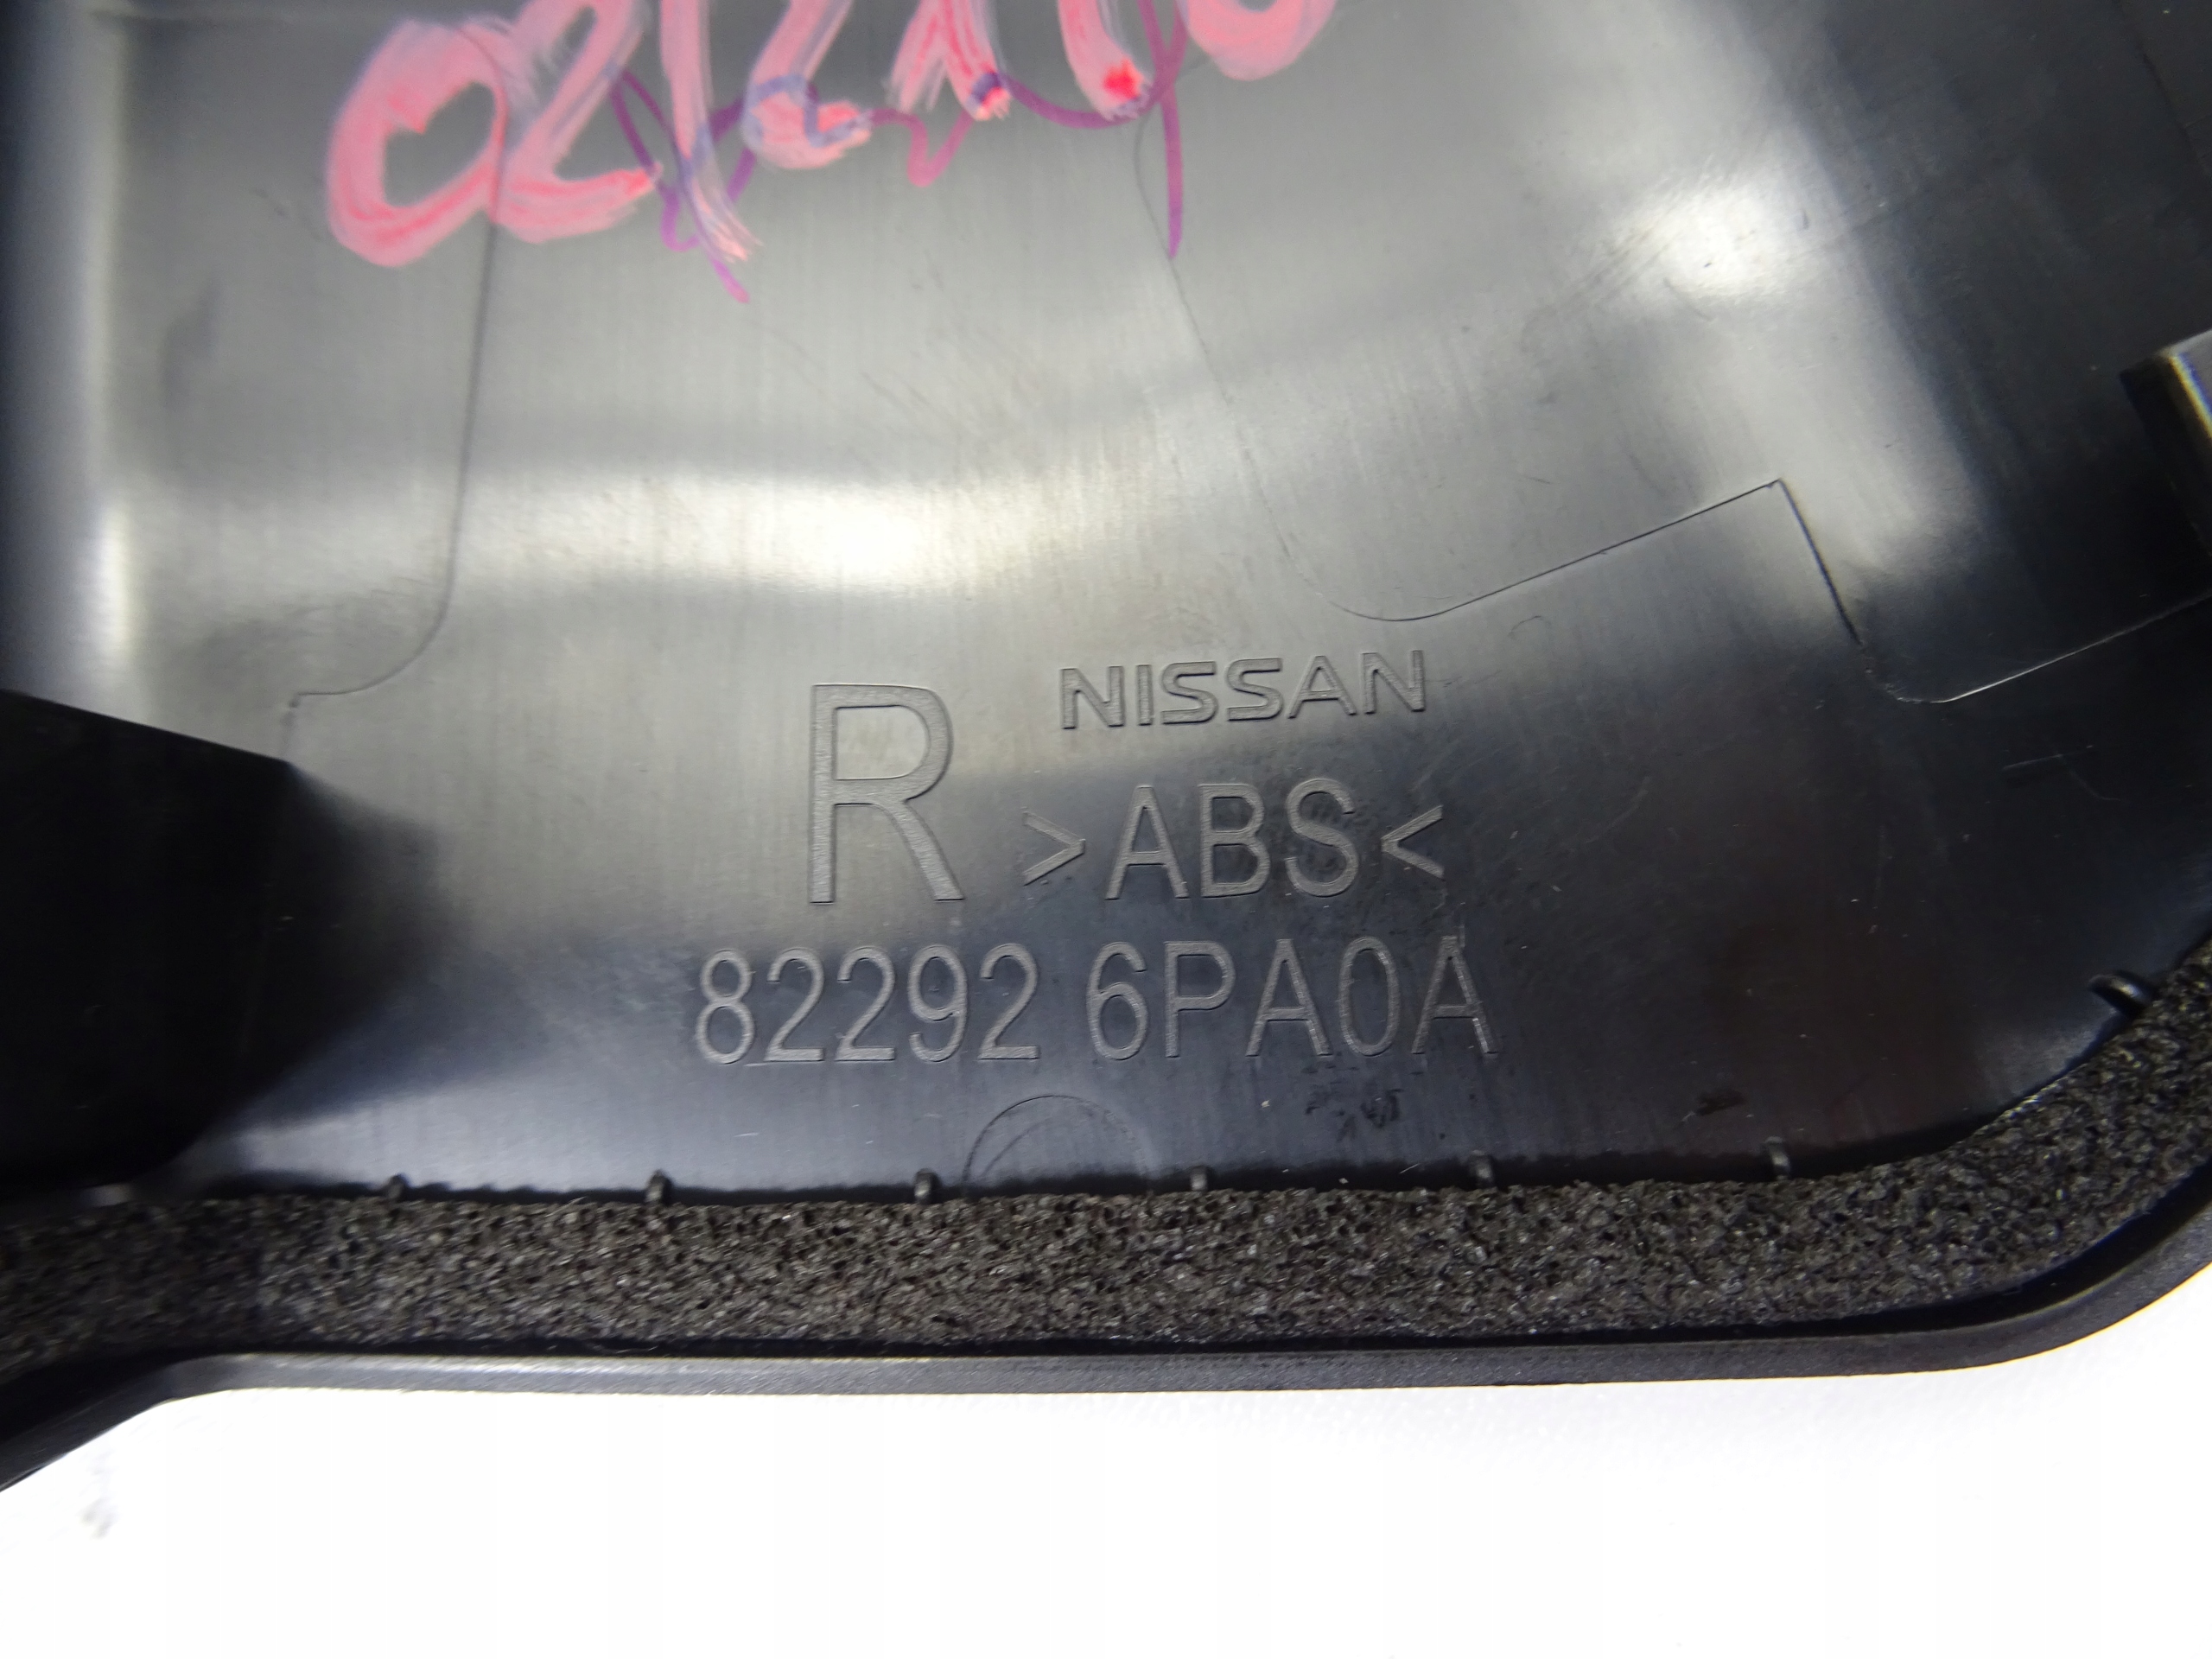 R NISSAN
>ABS<
82292 6PA0A